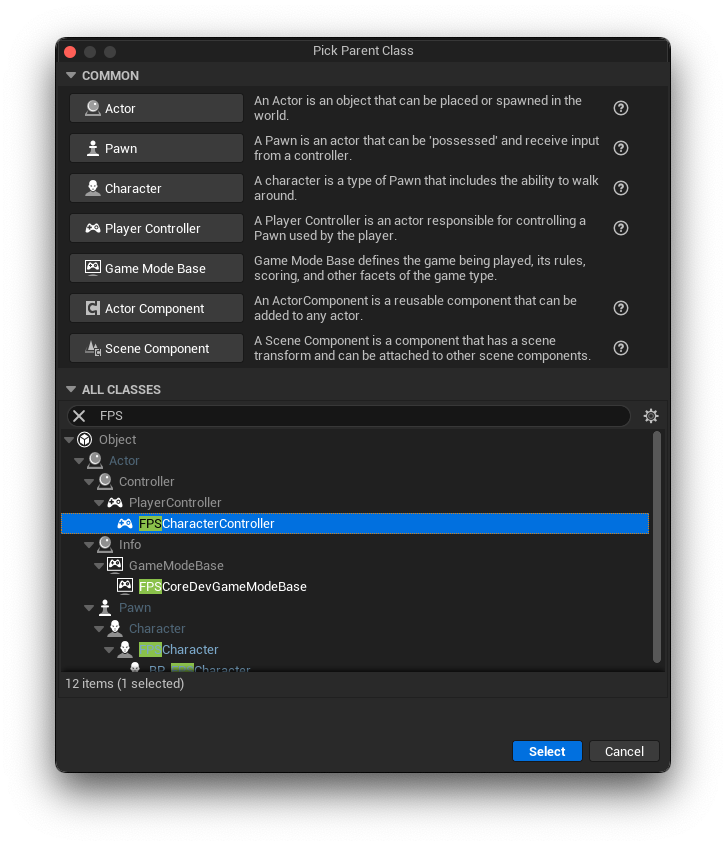 Pick Parent Class
COMMON
Actor
An Actor is an object that can be placed or spawned in the
world.
Pawn
A Pawn is an actor that can be 'possessed' and receive input
from a controller.
Character
A character is a type of Pawn that includes the ability to walk
around.
Player Controller
A Player Controller is an actor responsible for controlling a
Pawn used by the player.
Game Mode Base
Game Mode Base defines the game being played, its rules,
scoring, and other facets of the game type.
Actor Component
An ActorComponent is a reusable component that can be
added to any actor.
Scene Component
A Scene Component is a component that has a scene
transform and can be attached to other scene components.
ALL CLASSES
FPS
Object
Actor
Controller
PlayerController
FPSCharacterController
Info
GameModeBase
FPSCoreDevGameModeBase
Pawn
Character
FPSCharacter
12 items (1 selected)
Select
Cancel